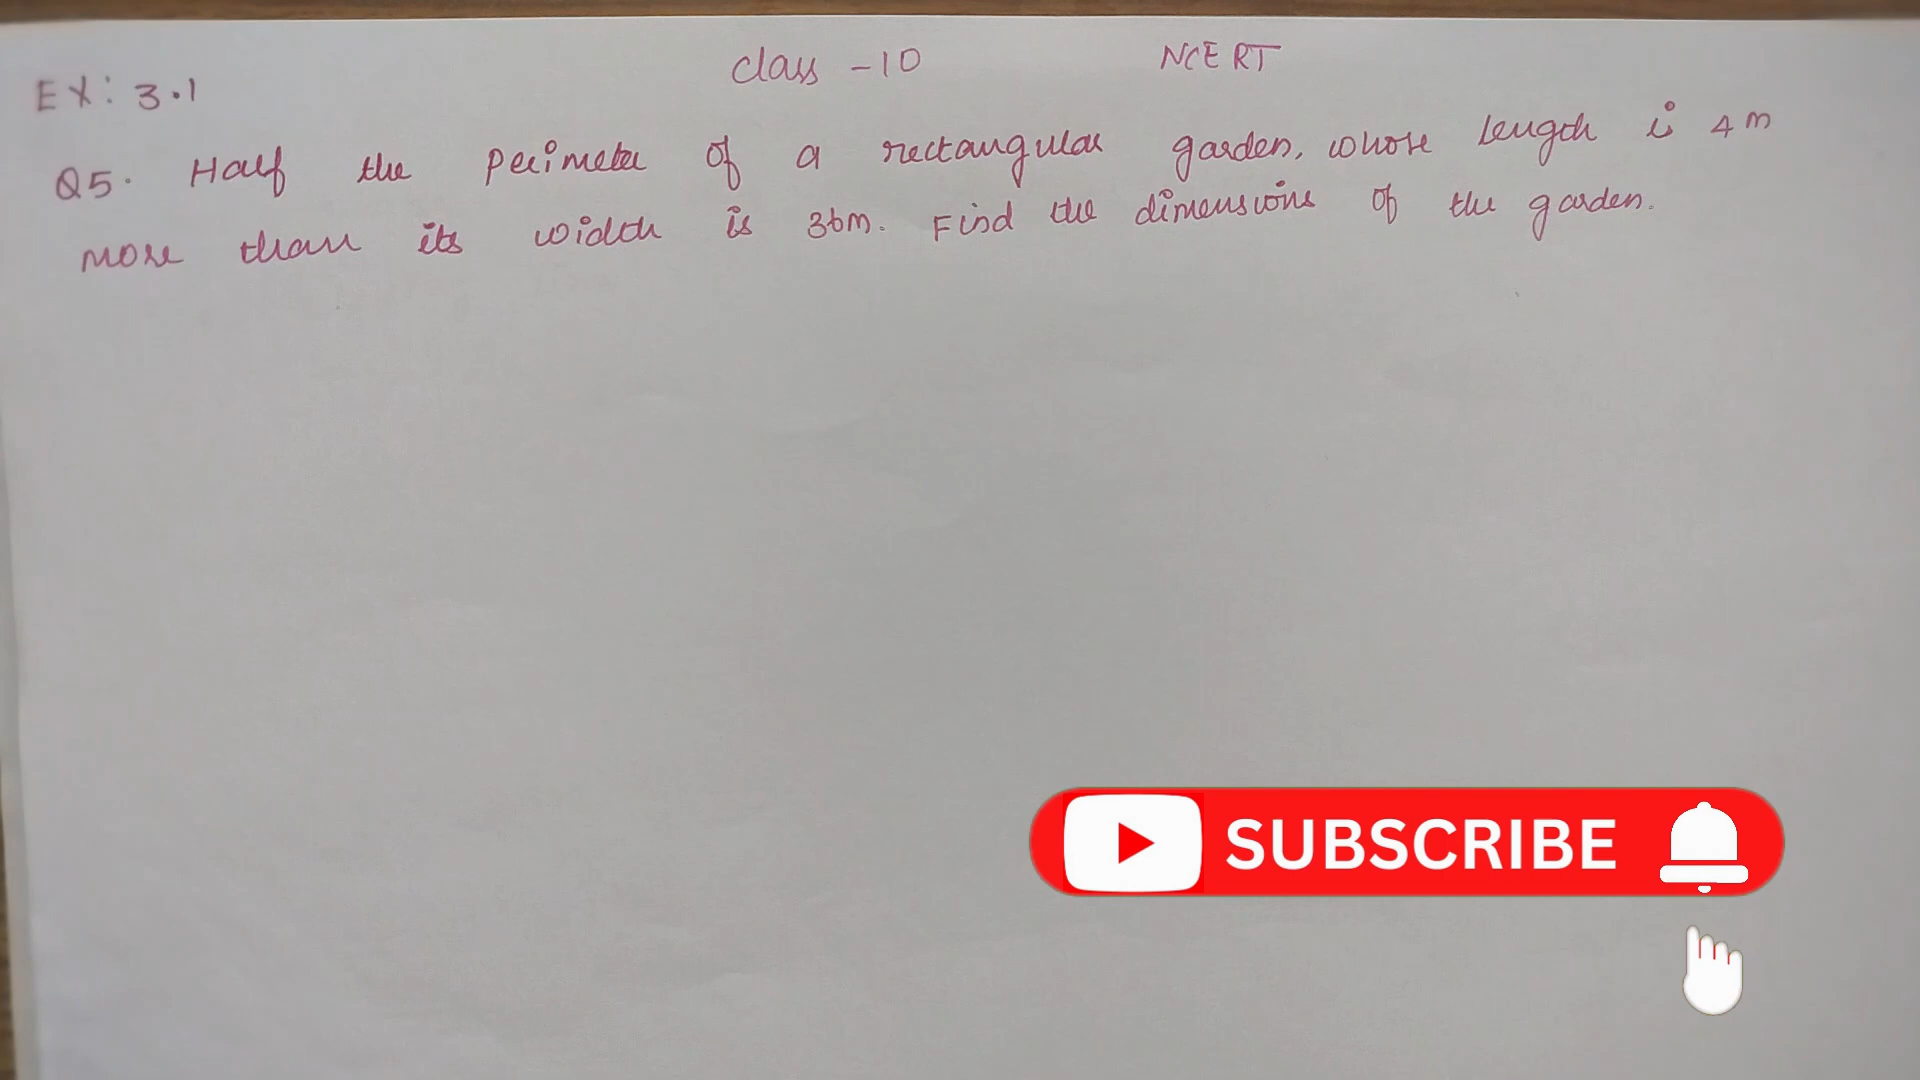 Class -10 NCERT
Ex: 3.1
Q5. Half the perimeter of a rectangular garden, whose length is 4m
more than its width is 36m. Find the dimensions of the garden.
SUBSCRIBE